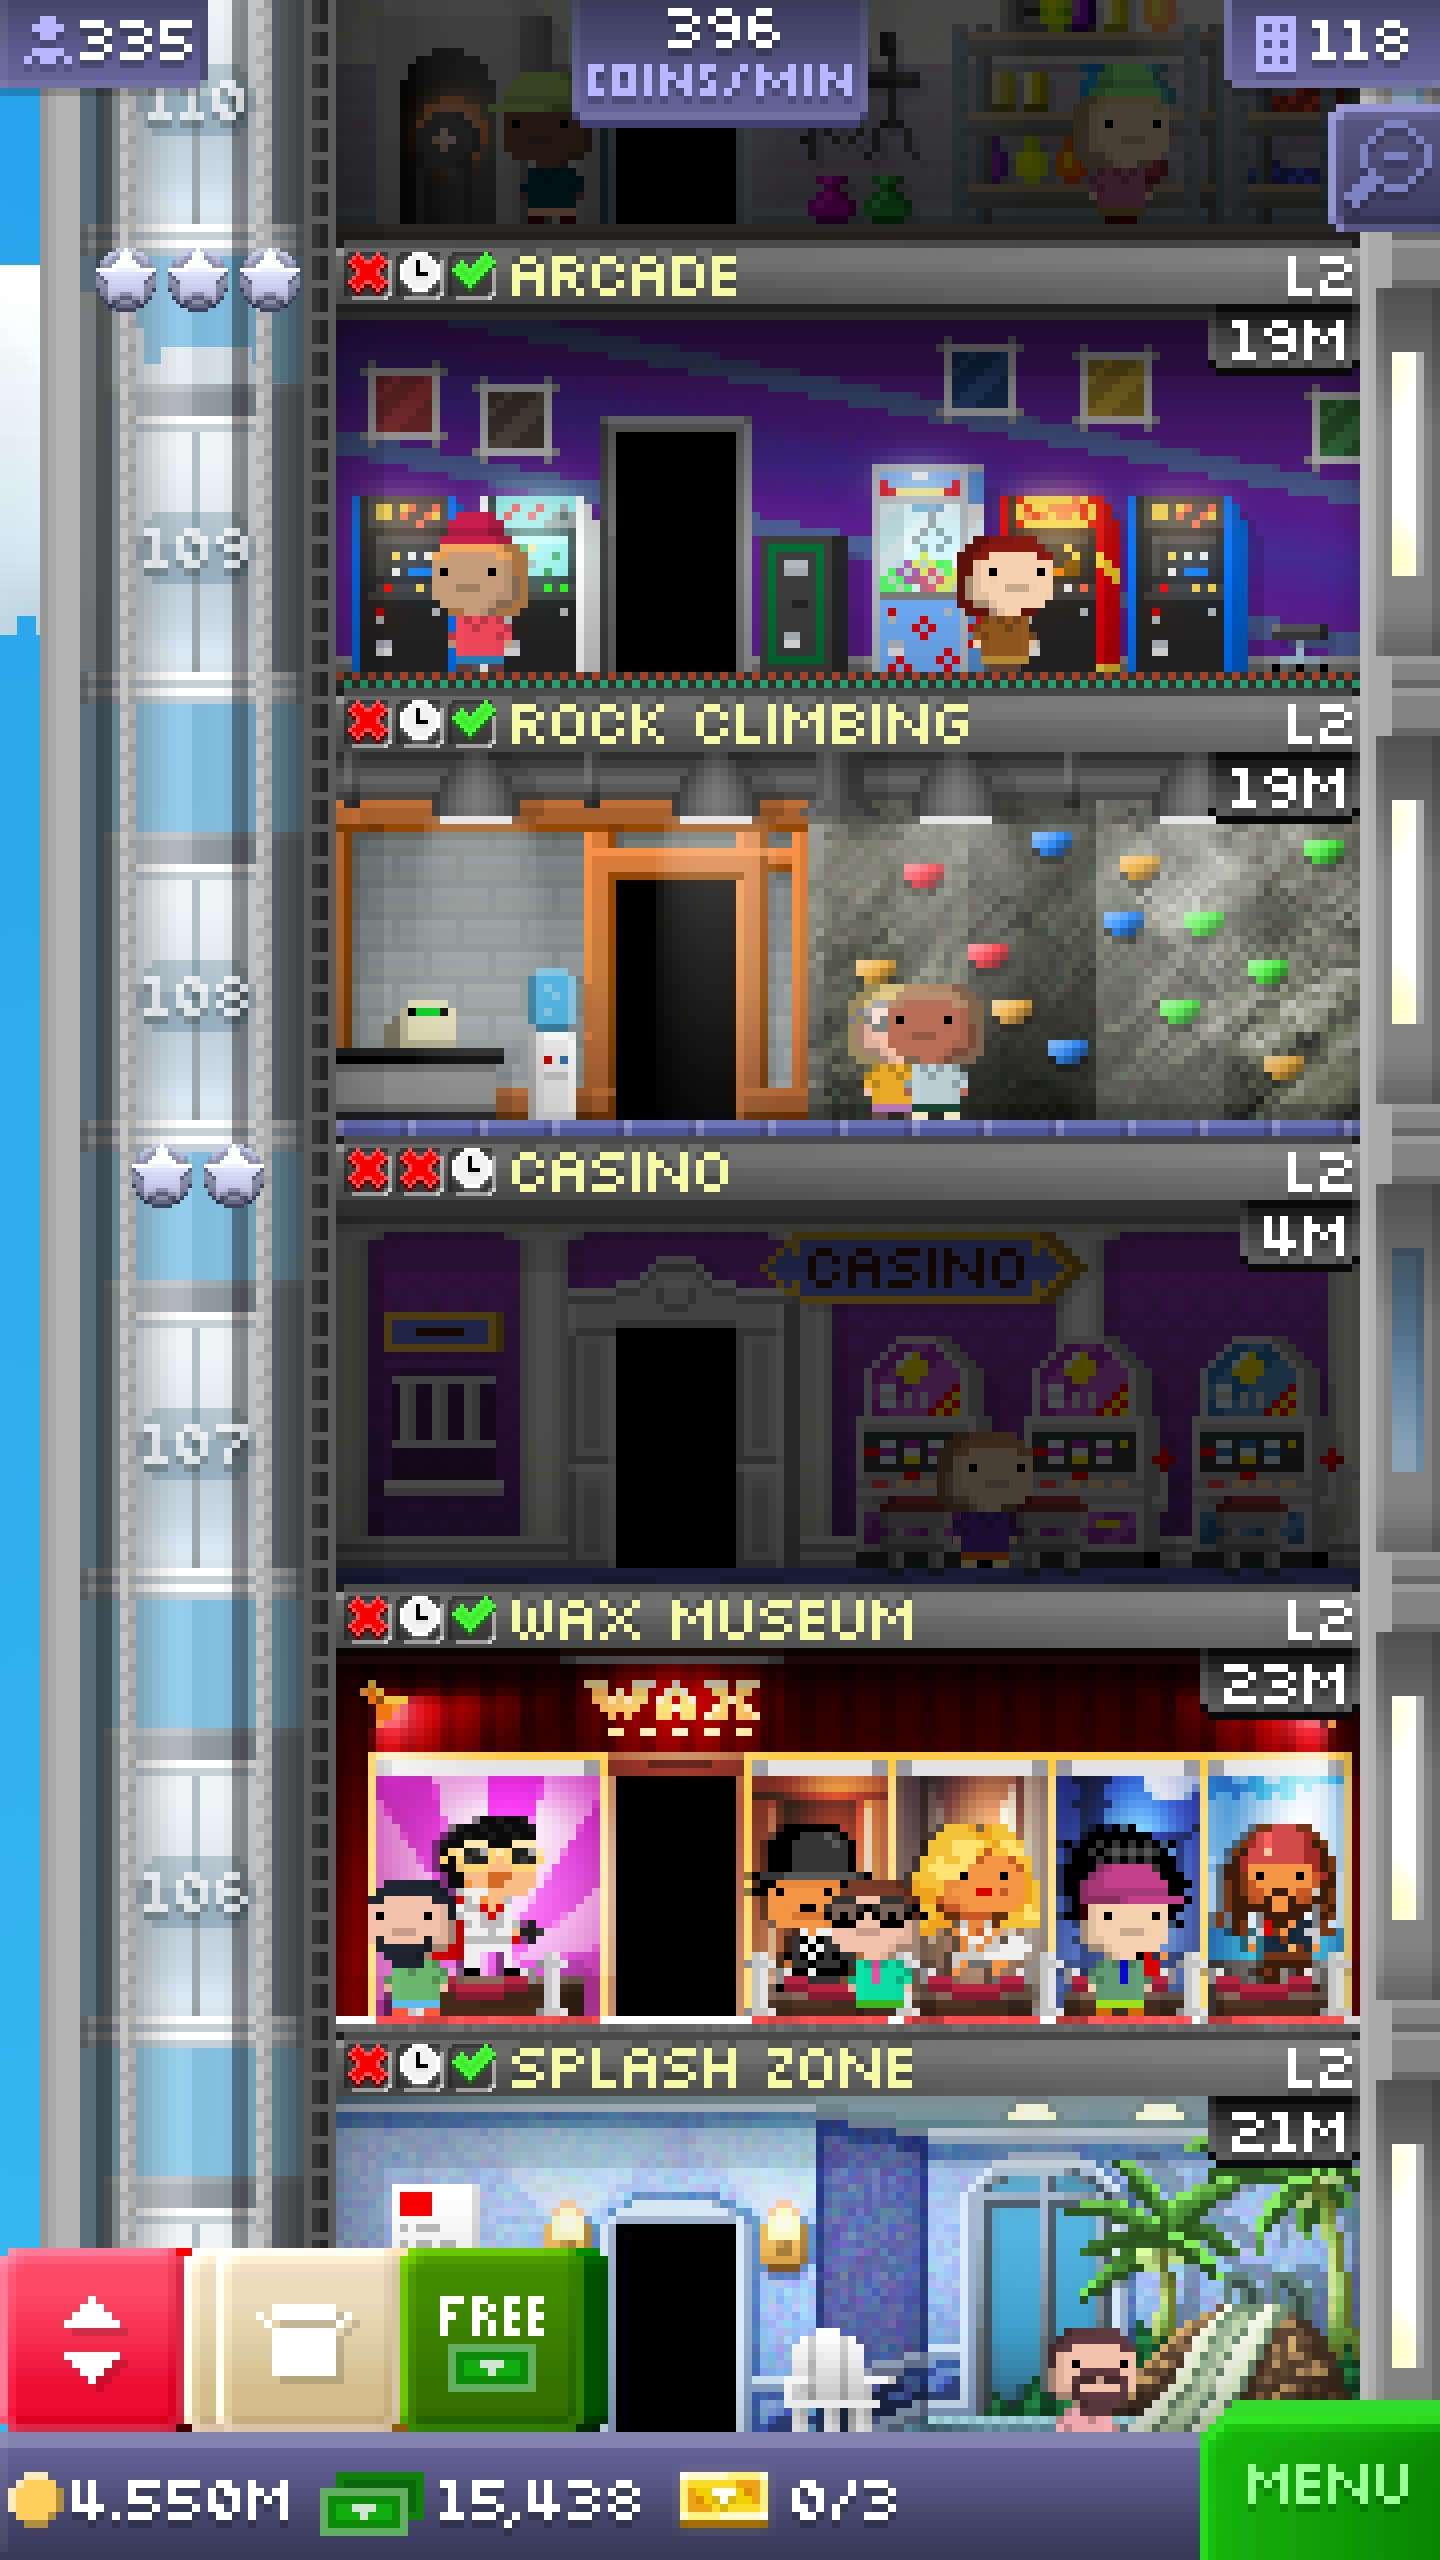 335
396
COINS/MIN
118
110
ARCADE L2
19M
109
ROCK CLIMBING L2
19M
108
CASINO L2
4M
CASINO
107
WAX MUSEUM L2
23M
WAX
106
SPLASH ZONE L2
21M
FREE
4.550M 15,438 0/3
MENU